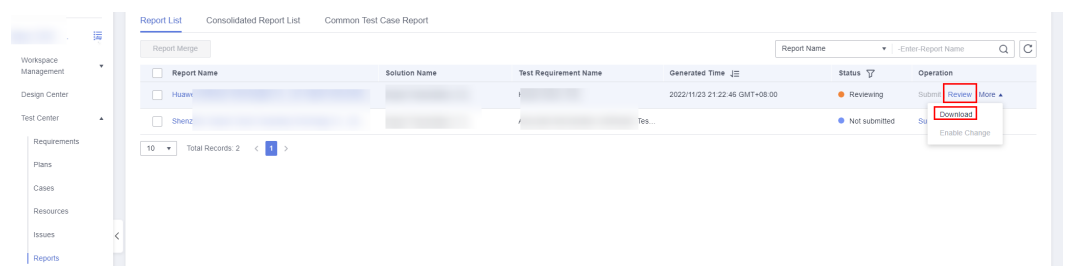 Report List Consolidated Report List Common Test Case Report
Report Merge Report Name -Enter-Report Name
Workspace Management
Design Center
Test Center
Requirements
Plans
Cases
Resources
Issues
Reports
Report Name Solution Name Test Requirement Name Generated Time Status Operation
Huawe 2022/11/23 21:22:46 GMT+08:00 Reviewing Submit Review More
Shenz Tes... Not submitted Su
Download
Enable Change
10 Total Records: 2 < 1 >